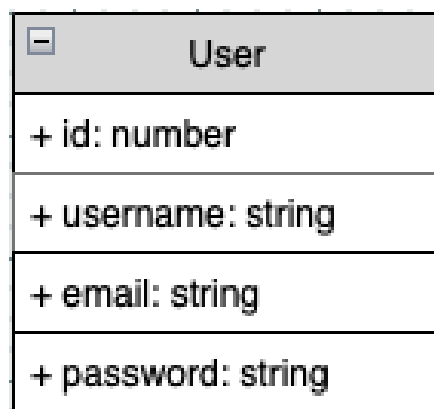 User
+ id: number
+ username: string
+ email: string
+ password: string